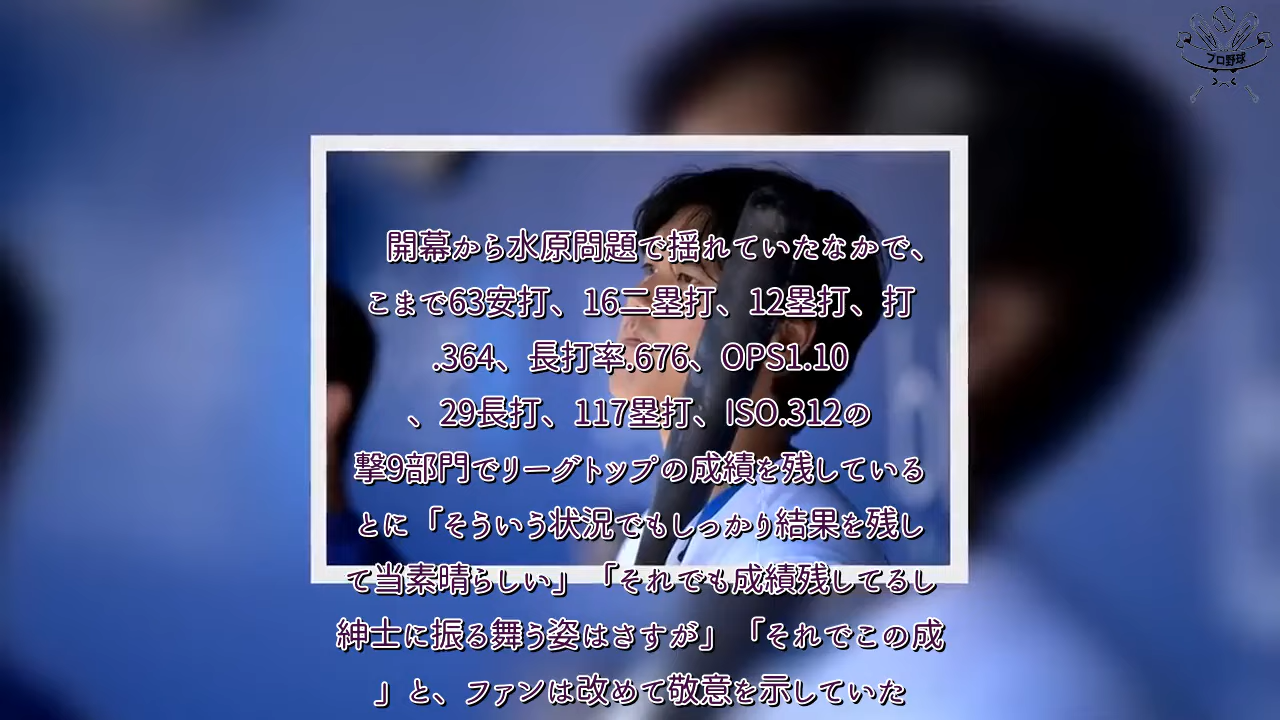 プロ野球
開幕から水原問題で揺れていたなかで、
こまで63安打、16二塁打、12塁打、打
.364、長打率.676、OPS1.10
、29長打、117塁打、ISO.312の
撃9部門でリーグトップの成績を残している
とに「そういう状況でもしっかり結果を残し
て当素晴らしい」「それでも成績残してるし
紳士に振る舞う姿はさすが」「それでこの成
」と、ファンは改めて敬意を示していた